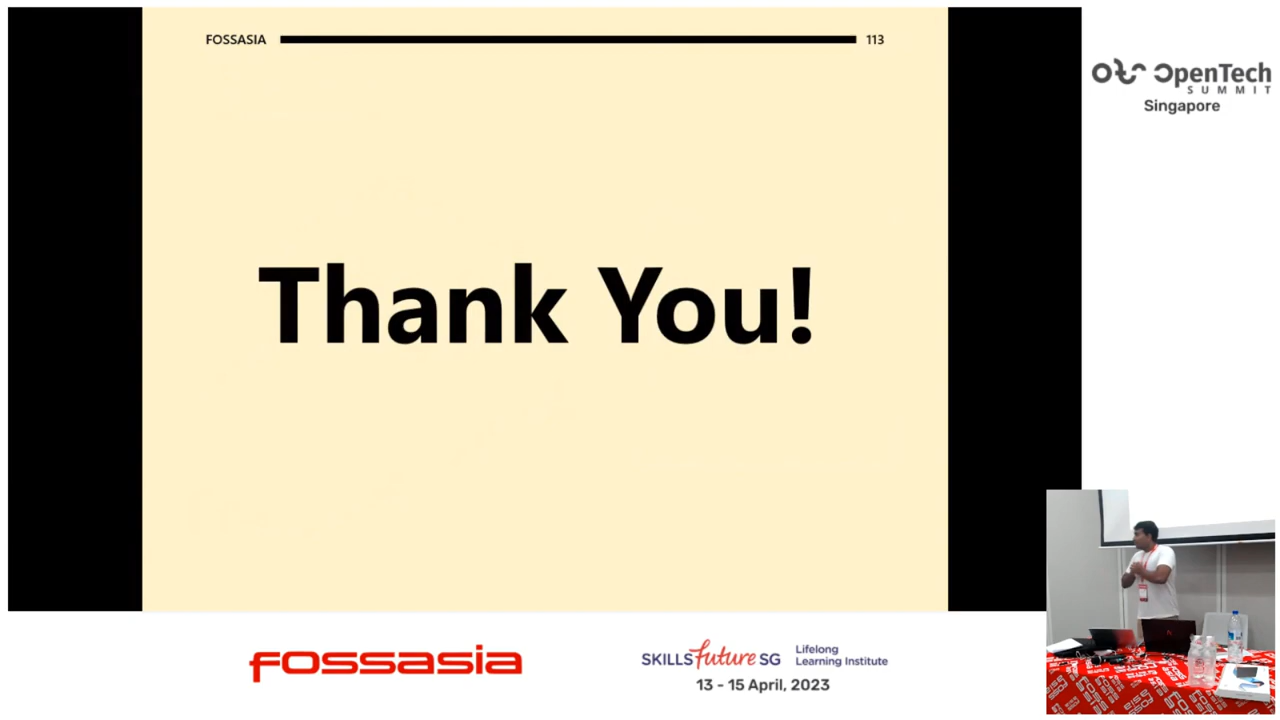 FOSSASIA 113
Thank You!
OpenTech
SUMMIT
Singapore
fossasia
SKILLSfuture SG
Lifelong
Learning Institute
13 - 15 April, 2023